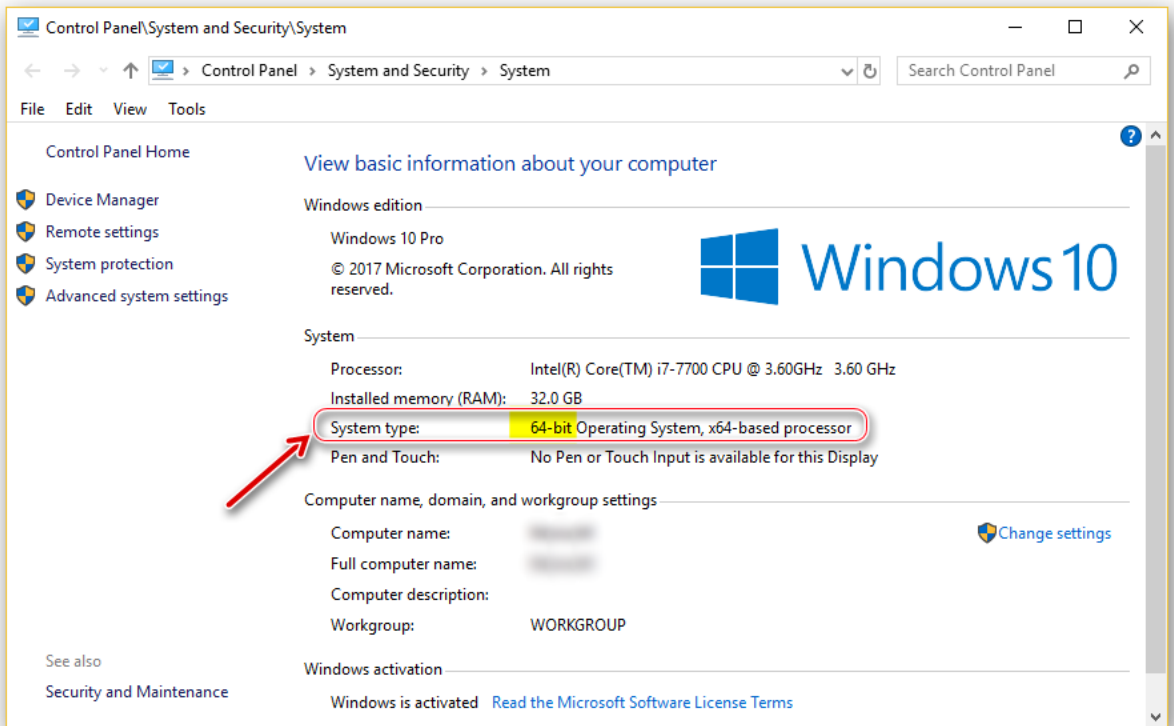 Control Panel\System and Security\System
Control Panel > System and Security > System
Search Control Panel
File Edit View Tools
Control Panel Home
Device Manager
Remote settings
System protection
Advanced system settings
See also
Security and Maintenance
?
View basic information about your computer
Windows edition
Windows 10 Pro
© 2017 Microsoft Corporation. All rights
reserved.
Windows 10
System
Processor: Intel(R) Core(TM) i7-7700 CPU @ 3.60GHz 3.60 GHz
Installed memory (RAM): 32.0 GB
System type: 64-bit Operating System, x64-based processor
Pen and Touch: No Pen or Touch Input is available for this Display
Computer name, domain, and workgroup settings
Computer name:
Change settings
Full computer name:
Computer description:
Workgroup: WORKGROUP
Windows activation
Windows is activated Read the Microsoft Software License Terms